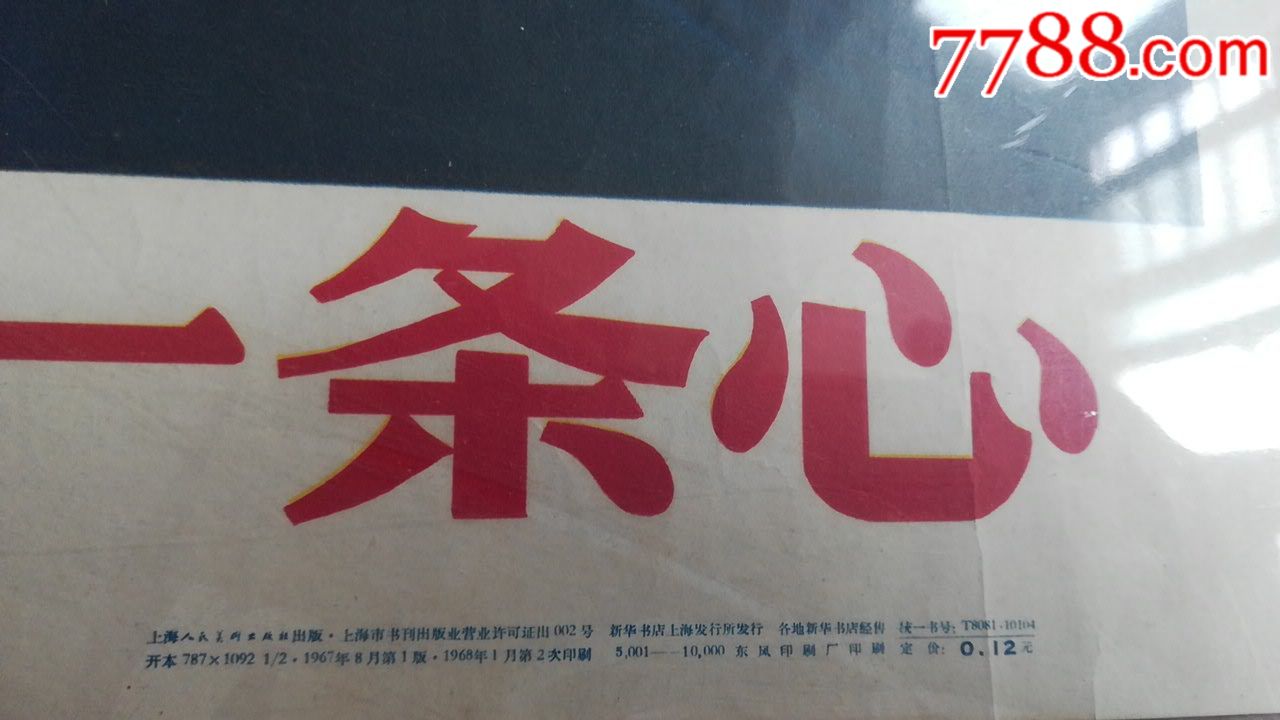 7788.com
一条心
上海人民美術出版社出版·上海市书刊出版业营业许可证出002号 新华书店上海发行所发行 各地新华书店经售 统一书号:T8081·10104
开本787×1092 1/2·1967年8月第1版·1968年1月第2次印刷 5,001——10,000 东风印刷厂印刷 定价:0.12元